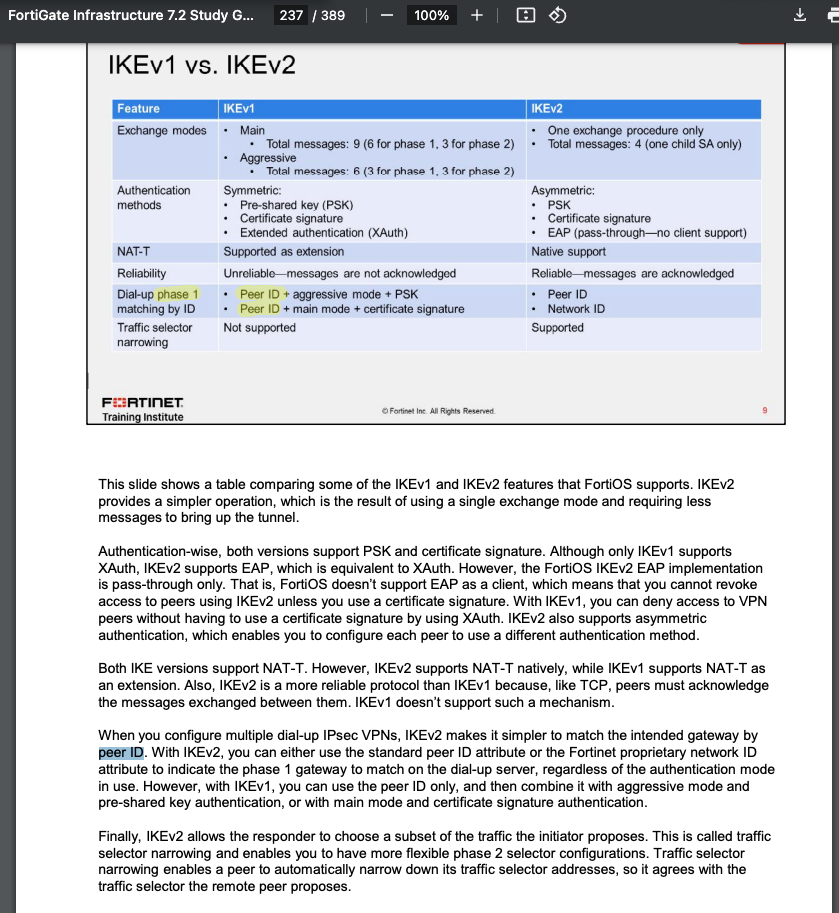 FortiGate Infrastructure 7.2 Study G... 237 / 389 100%
IKEv1 vs. IKEv2
Feature IKEv1 IKEv2
Exchange modes • Main • One exchange procedure only
• Total messages: 9 (6 for phase 1, 3 for phase 2) • Total messages: 4 (one child SA only)
• Aggressive
• Total messages: 6 (3 for phase 1, 3 for phase 2)
Authentication Symmetric: Asymmetric:
methods • Pre-shared key (PSK) • PSK
• Certificate signature • Certificate signature
• Extended authentication (XAuth) • EAP (pass-through—no client support)
NAT-T Supported as extension Native support
Reliability Unreliable—messages are not acknowledged Reliable—messages are acknowledged
Dial-up phase 1 • Peer ID + aggressive mode + PSK • Peer ID
matching by ID • Peer ID + main mode + certificate signature • Network ID
Traffic selector Not supported Supported
narrowing
FORTINET
Training Institute © Fortinet Inc. All Rights Reserved. 9
This slide shows a table comparing some of the IKEv1 and IKEv2 features that FortiOS supports. IKEv2
provides a simpler operation, which is the result of using a single exchange mode and requiring less
messages to bring up the tunnel.
Authentication-wise, both versions support PSK and certificate signature. Although only IKEv1 supports
XAuth, IKEv2 supports EAP, which is equivalent to XAuth. However, the FortiOS IKEv2 EAP implementation
is pass-through only. That is, FortiOS doesn't support EAP as a client, which means that you cannot revoke
access to peers using IKEv2 unless you use a certificate signature. With IKEv1, you can deny access to VPN
peers without having to use a certificate signature by using XAuth. IKEv2 also supports asymmetric
authentication, which enables you to configure each peer to use a different authentication method.
Both IKE versions support NAT-T. However, IKEv2 supports NAT-T natively, while IKEv1 supports NAT-T as
an extension. Also, IKEv2 is a more reliable protocol than IKEv1 because, like TCP, peers must acknowledge
the messages exchanged between them. IKEv1 doesn't support such a mechanism.
When you configure multiple dial-up IPsec VPNs, IKEv2 makes it simpler to match the intended gateway by
peer ID. With IKEv2, you can either use the standard peer ID attribute or the Fortinet proprietary network ID
attribute to indicate the phase 1 gateway to match on the dial-up server, regardless of the authentication mode
in use. However, with IKEv1, you can use the peer ID only, and then combine it with aggressive mode and
pre-shared key authentication, or with main mode and certificate signature authentication.
Finally, IKEv2 allows the responder to choose a subset of the traffic the initiator proposes. This is called traffic
selector narrowing and enables you to have more flexible phase 2 selector configurations. Traffic selector
narrowing enables a peer to automatically narrow down its traffic selector addresses, so it agrees with the
traffic selector the remote peer proposes.